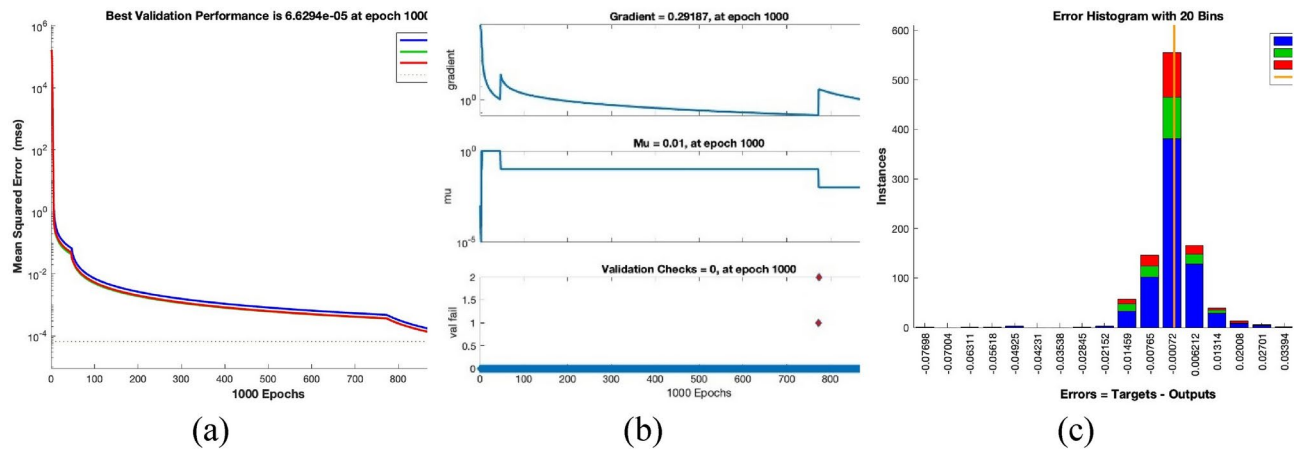 Best Validation Performance is 6.6294e-05 at epoch 1000
Mean Squared Error (mse)
10^6
10^4
10^2
10^0
10^-2
10^-4
0 100 200 300 400 500 600 700 800
1000 Epochs
(a)
Gradient = 0.29187, at epoch 1000
gradient
10^0
Mu = 0.01, at epoch 1000
mu
10^0
10^-5
Validation Checks = 0, at epoch 1000
val fail
2
1.5
1
0.5
0
0 100 200 300 400 500 600 700 800
1000 Epochs
(b)
Error Histogram with 20 Bins
Instances
600
500
400
300
200
100
0
-0.07698
-0.07004
-0.06311
-0.05618
-0.04925
-0.04231
-0.03538
-0.02845
-0.02152
-0.01459
-0.00765
-0.00072
0.006212
0.01314
0.02008
0.02701
0.03394
Errors = Targets - Outputs
(c)